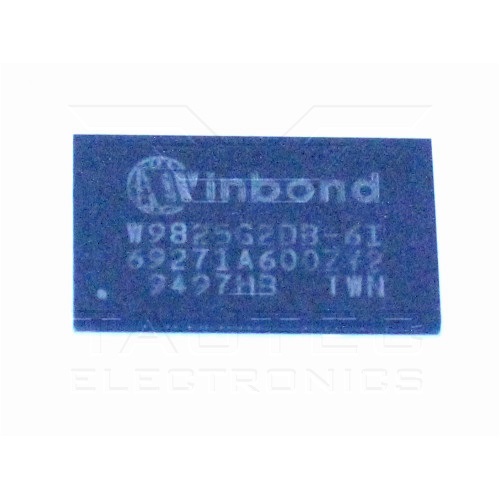 Winbond
W9825G2DB-6I
69271A600ZY2
9497HB TWN
ELECTRONICS